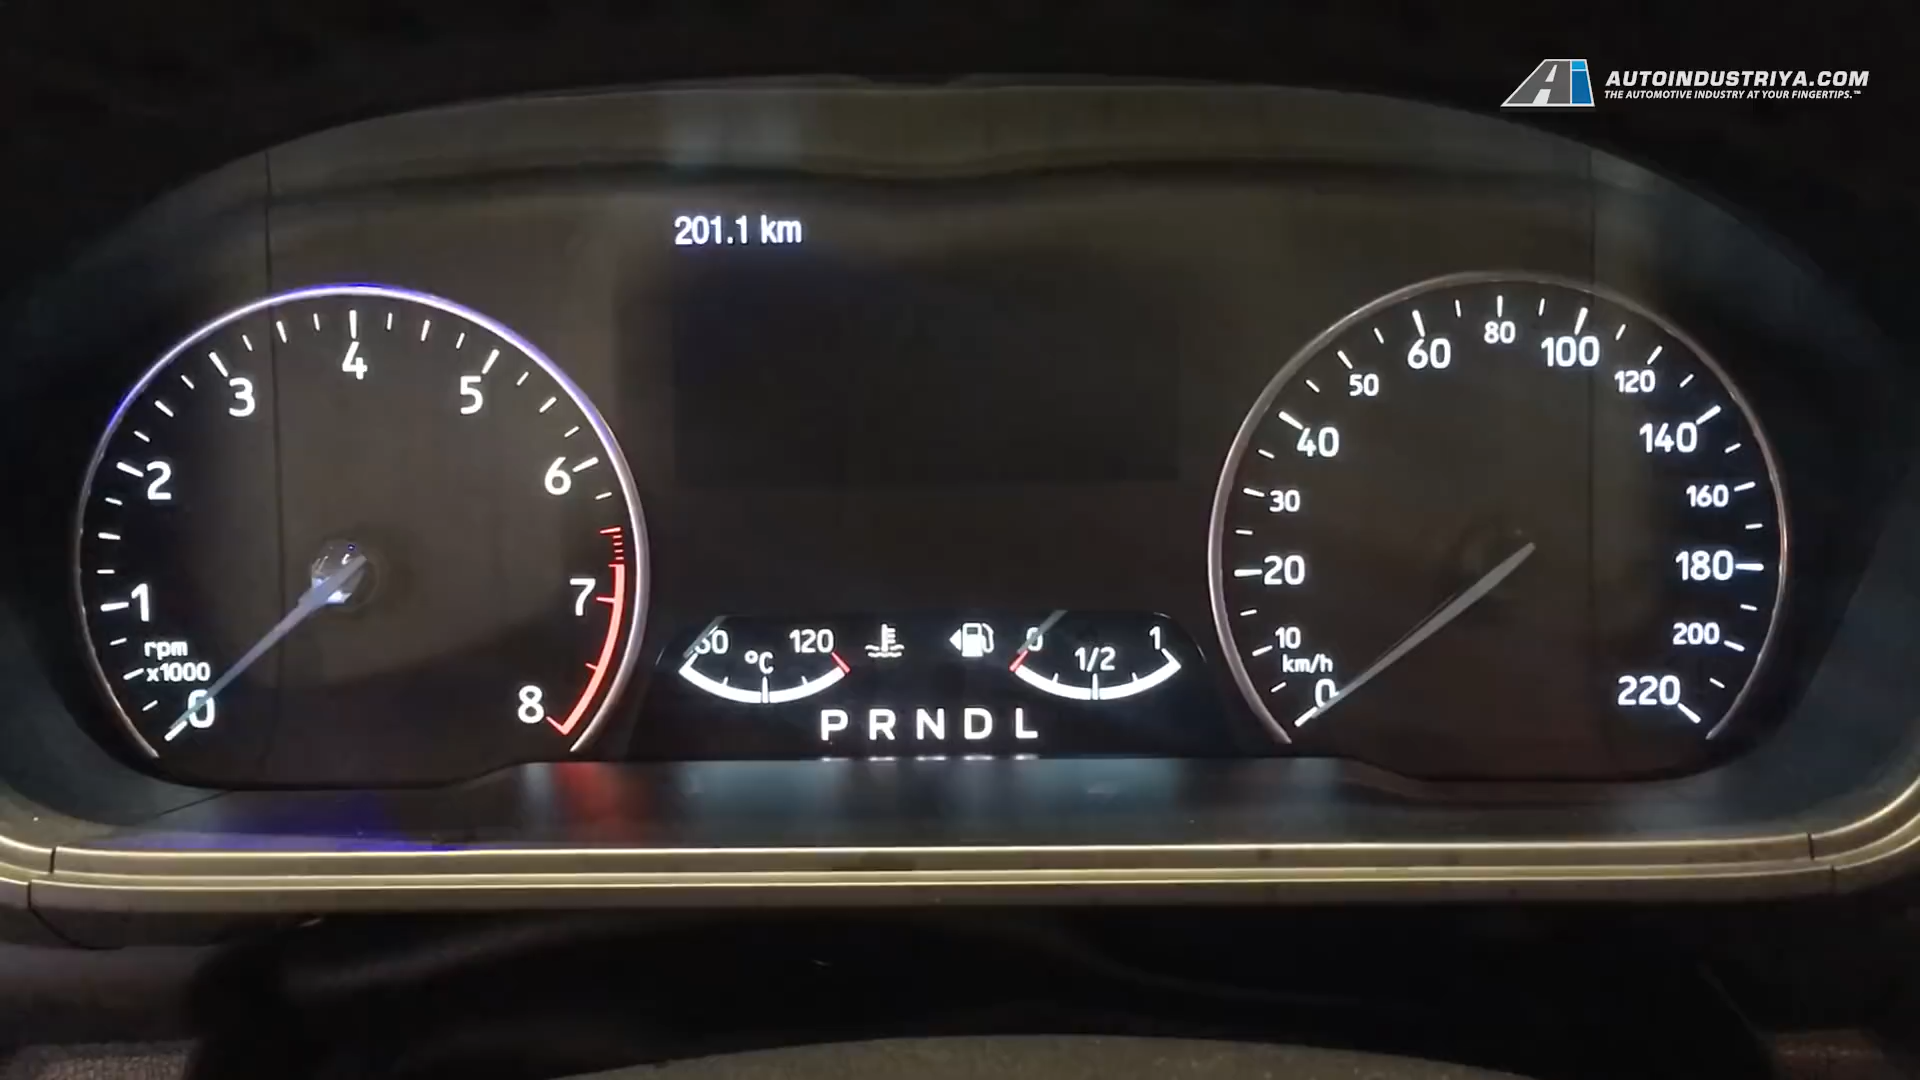 AUTOINDUSTRIYA.COM
THE AUTOMOTIVE INDUSTRY AT YOUR FINGERTIPS.™
201.1 km
0 1 2 3 4 5 6 7 8
rpm
x1000
60 120
°C
0 1/2 1
P R N D L
0 10 20 30 40 50 60 80 100 120 140 160 180 200 220
km/h